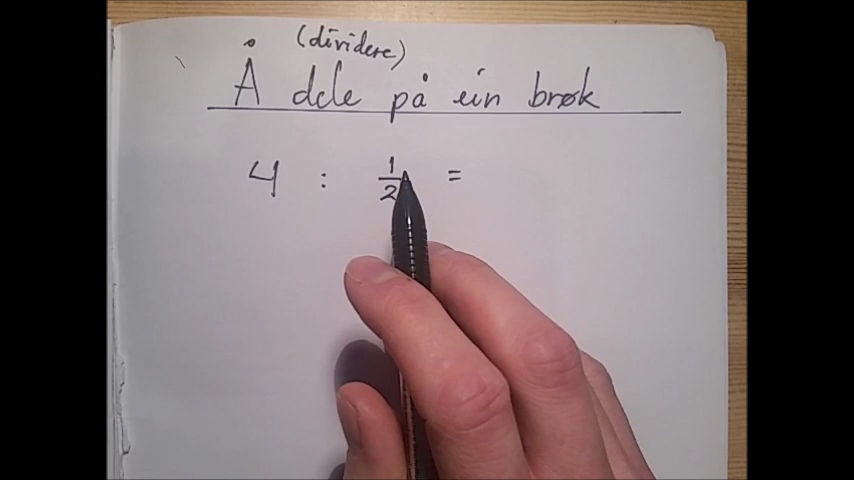 (dividere)
Å dele på ein brøk
4 : 1/2 =